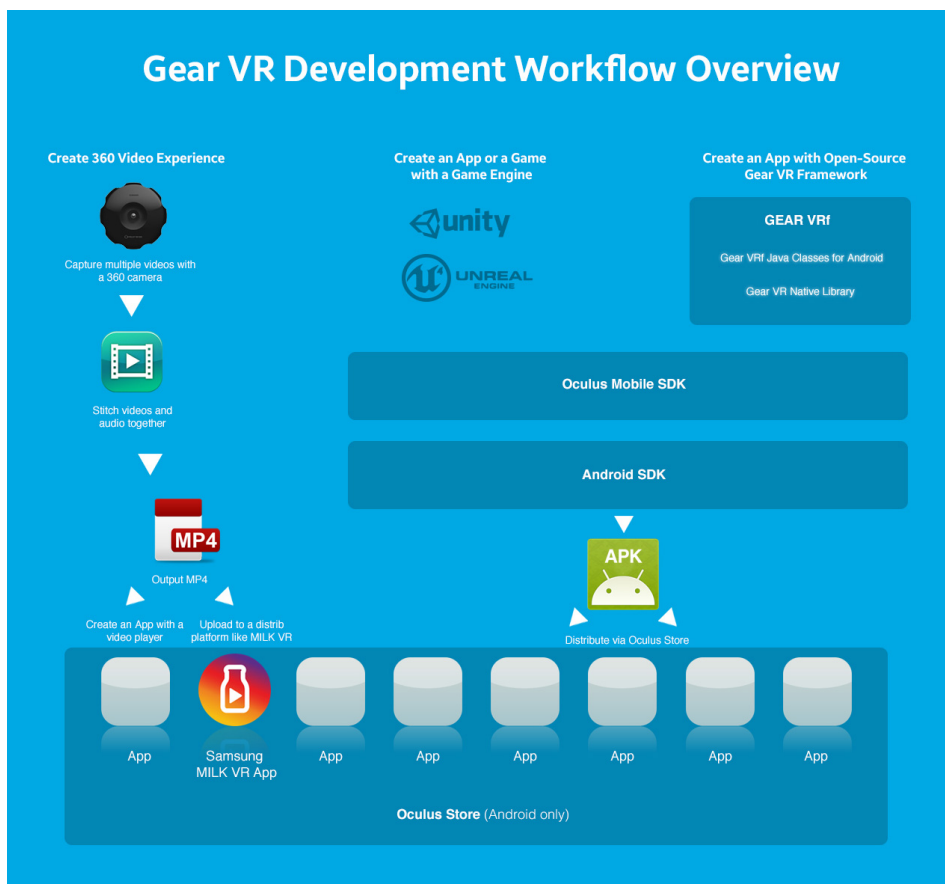 Gear VR Development Workflow Overview
Create 360 Video Experience
Capture multiple videos with
a 360 camera
Stitch videos and
audio together
MP4
Output MP4
Create an App with a
video player
Upload to a distrib
platform like MILK VR
Create an App or a Game
with a Game Engine
unity
UNREAL
ENGINE
Create an App with Open-Source
Gear VR Framework
GEAR VRf
Gear VRf Java Classes for Android
Gear VR Native Library
Oculus Mobile SDK
Android SDK
APK
Distribute via Oculus Store
App
Samsung
MILK VR App
App
App
App
App
App
App
Oculus Store (Android only)